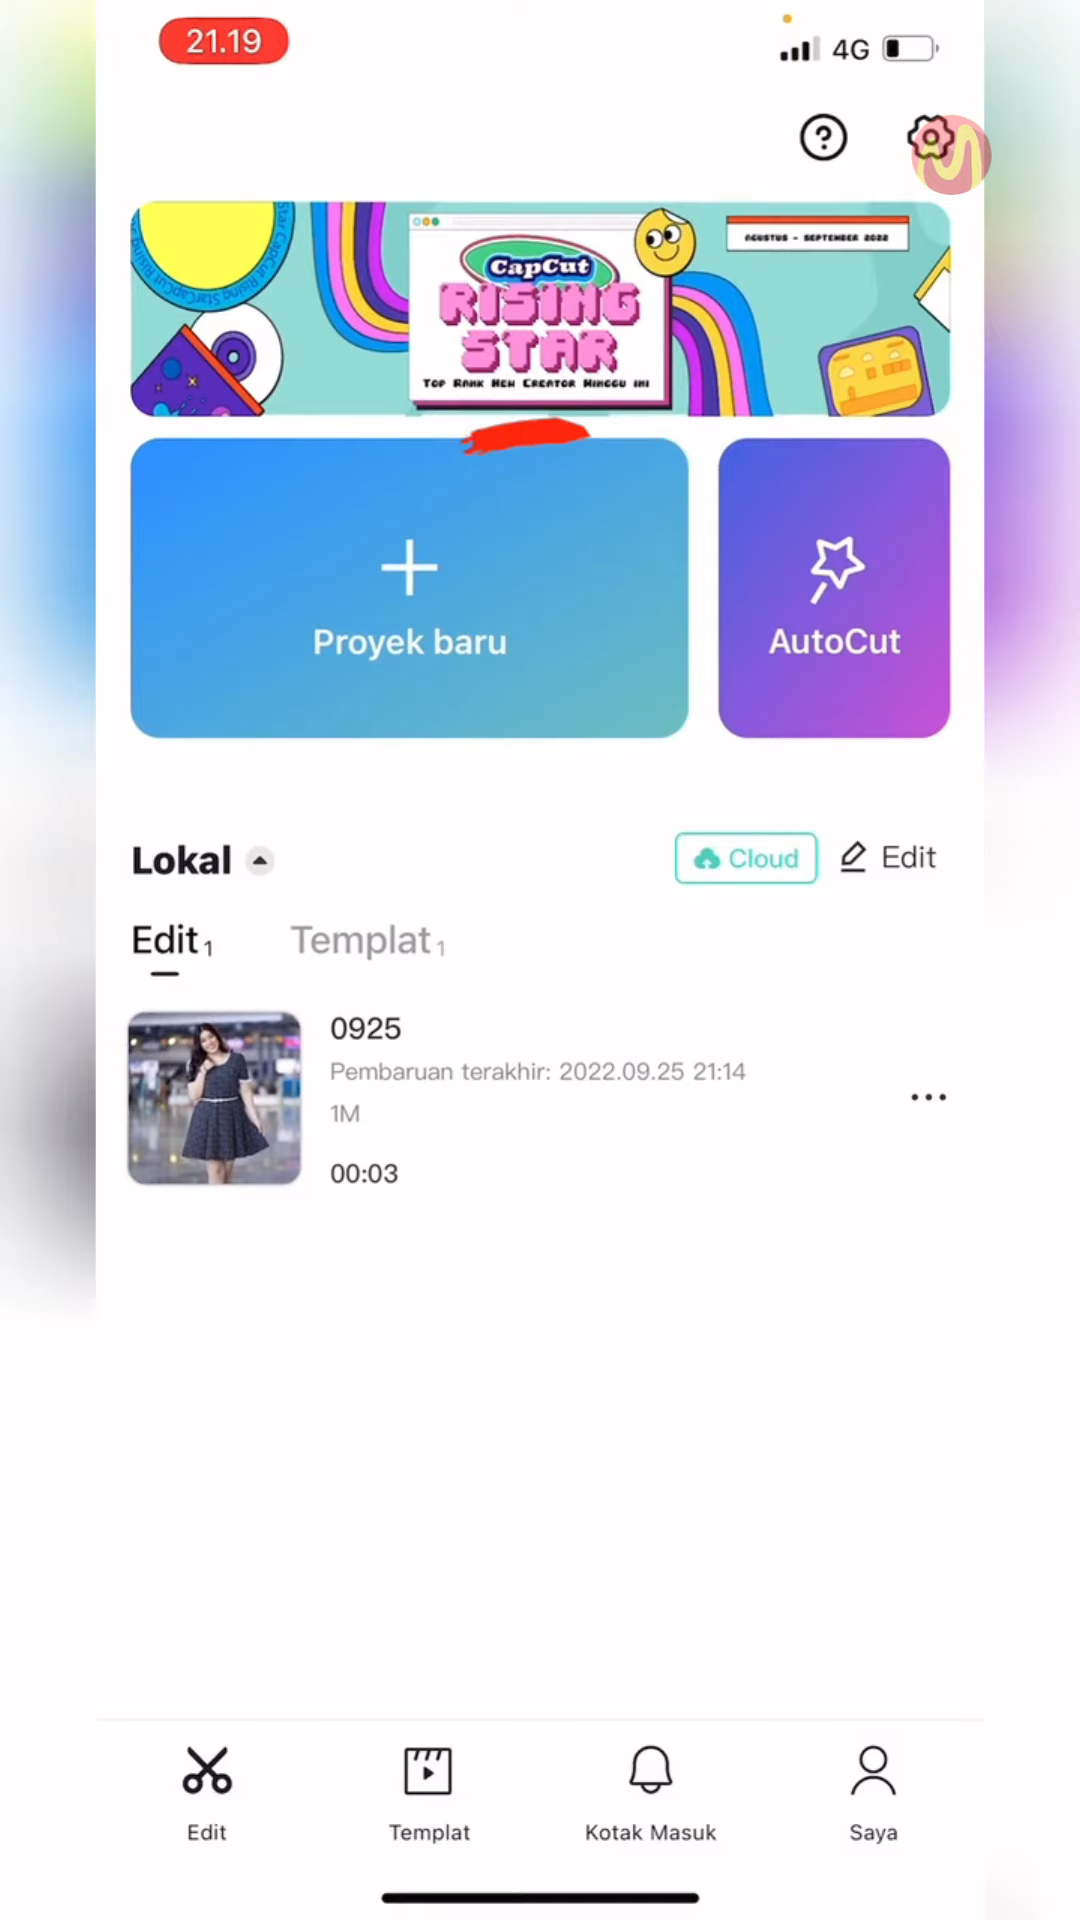 21.19
4G
AGUSTUS - SEPTEMBER 2022
CapCut
RISING
STAR
TOP RANK NEW CREATOR MINGGU INI
Proyek baru
AutoCut
Lokal
Cloud
Edit
Edit 1
Templat 1
0925
Pembaruan terakhir: 2022.09.25 21:14
1M
00:03
Edit
Templat
Kotak Masuk
Saya